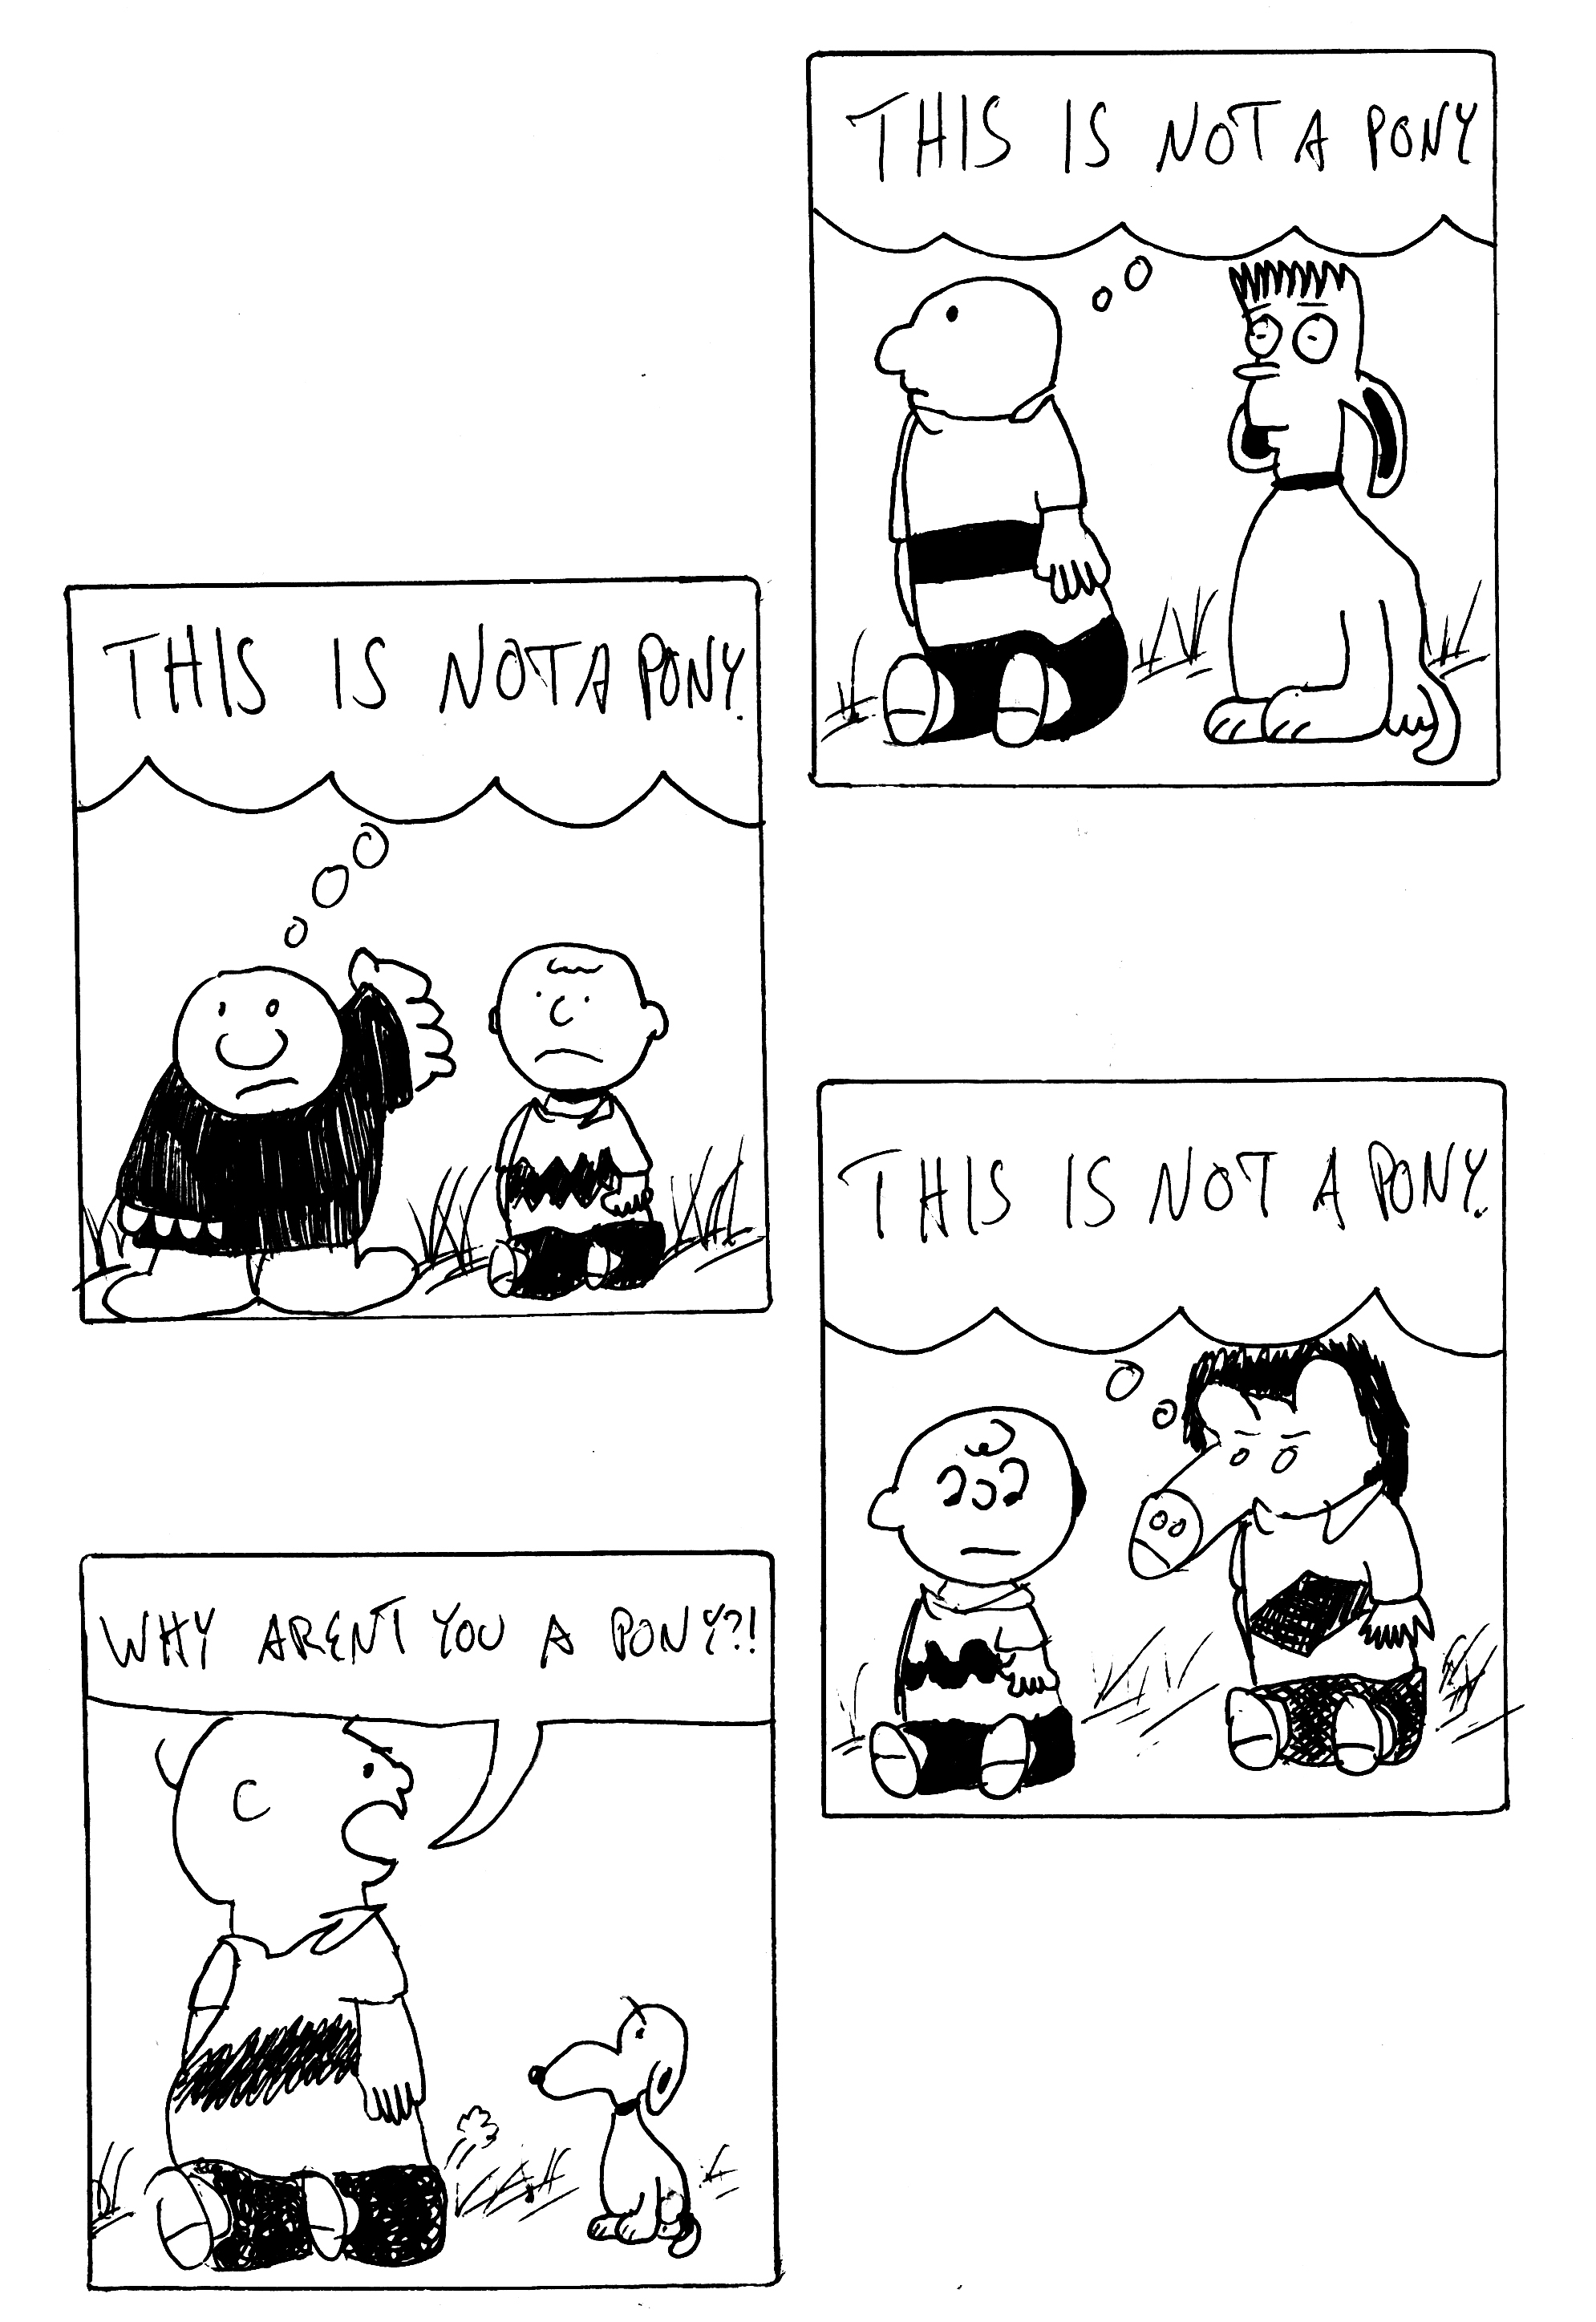 THIS IS NOT A PONY
THIS IS NOT A PONY.
THIS IS NOT A PONY.
WHY ARENT YOU A PONY?!